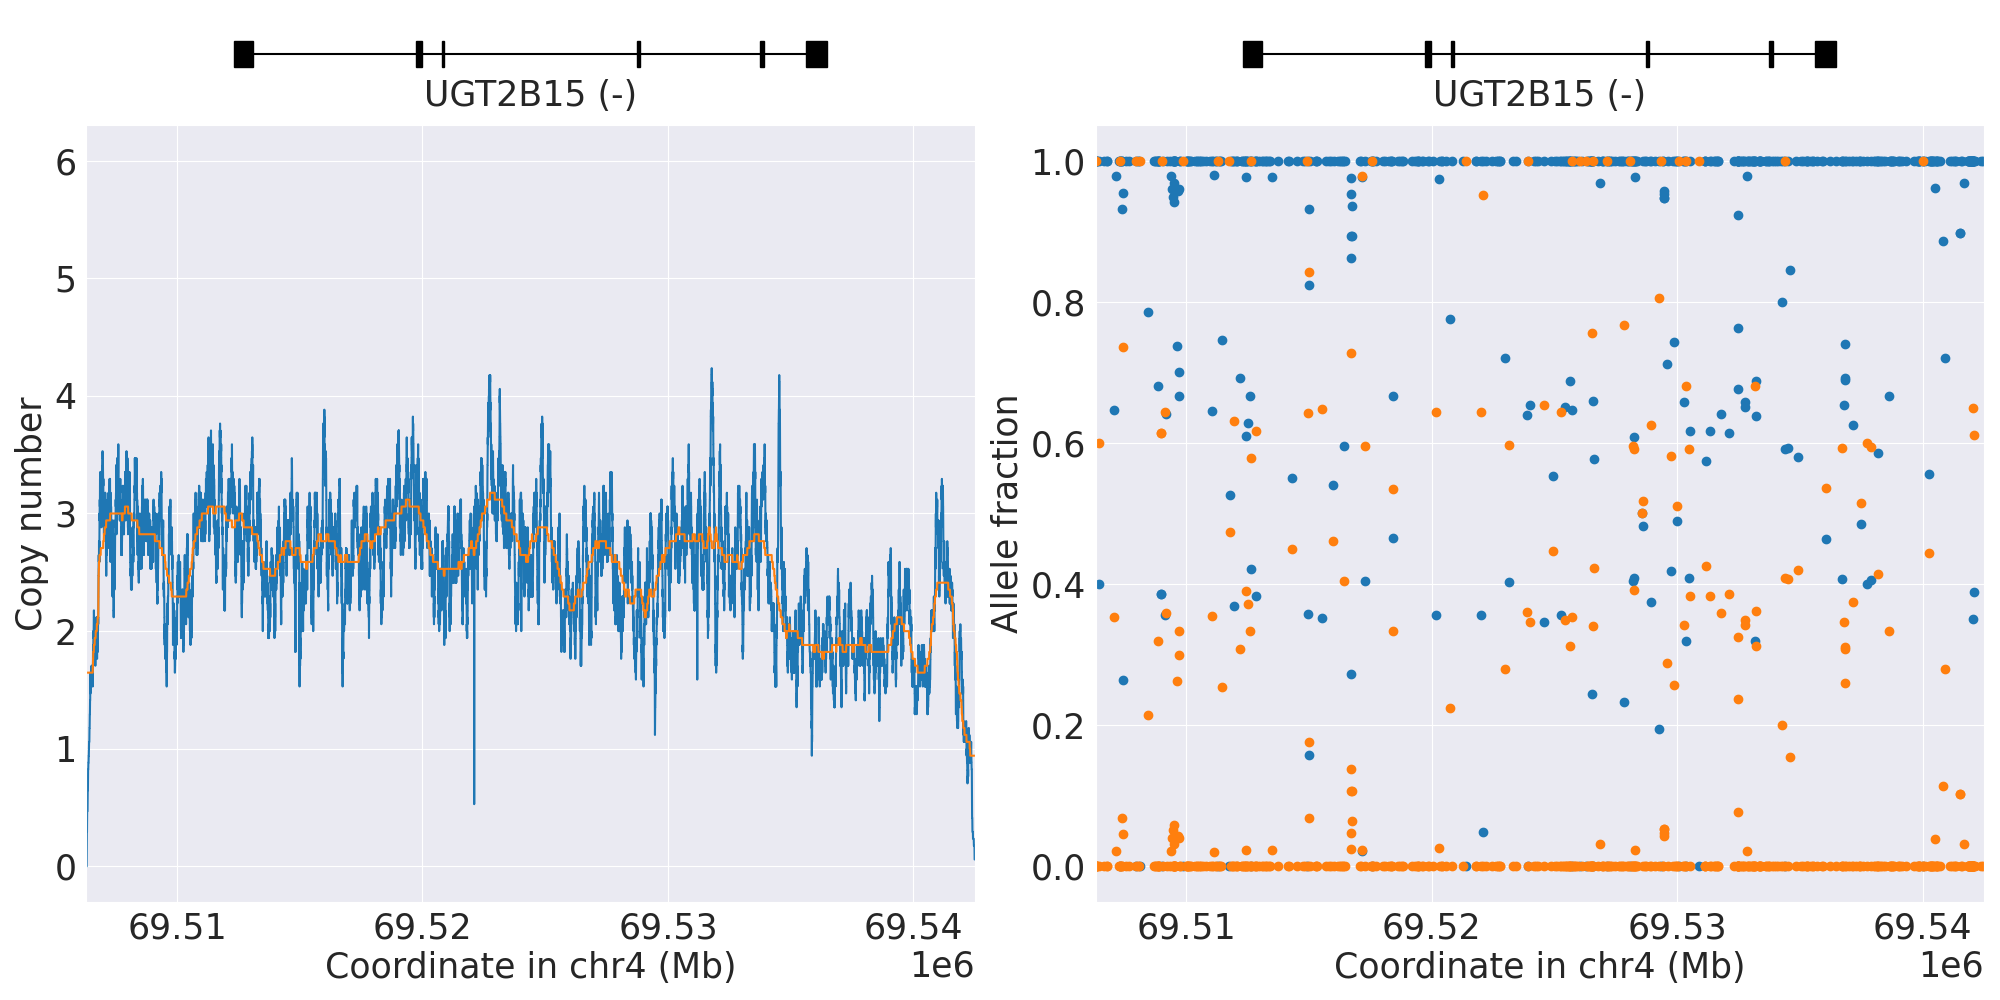 UGT2B15 (-)
6
5
4
3
2
1
0
Copy number
69.51 69.52 69.53 69.54
Coordinate in chr4 (Mb)
1e6
UGT2B15 (-)
1.0
0.8
0.6
0.4
0.2
0.0
Allele fraction
69.51 69.52 69.53 69.54
Coordinate in chr4 (Mb)
1e6